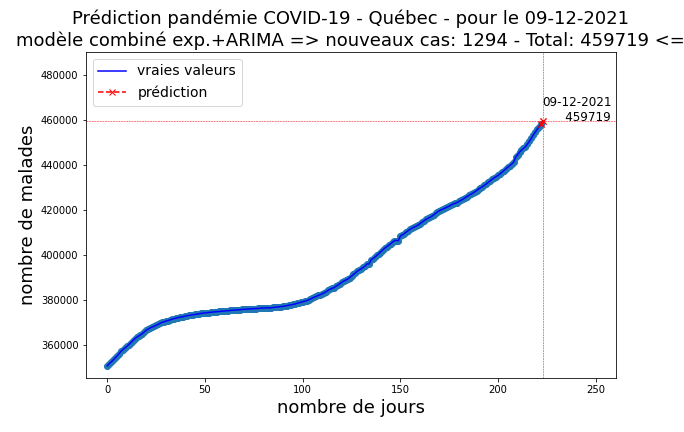 Prédiction pandémie COVID-19 - Québec - pour le 09-12-2021
modèle combiné exp.+ARIMA => nouveaux cas: 1294 - Total: 459719 <=
vraies valeurs
prédiction
09-12-2021
459719
nombre de malades
480000
460000
440000
420000
400000
380000
360000
0 50 100 150 200 250
nombre de jours